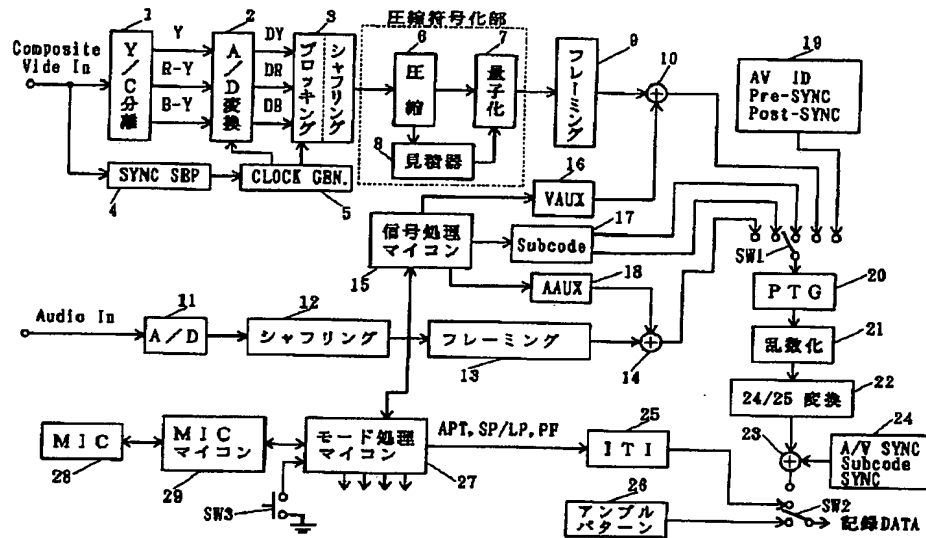 圧縮符号化部
1
2
3
6
7
9
10
19
Composite
Vide In
Y/C分離
Y
R-Y
B-Y
A/D変換
DY
DR
DB
ブロッキング
シャフリング
圧縮
量子化
フレーミング
AV ID
Pre-SYNC
Post-SYNC
8
見積器
SYNC SEP
4
CLOCK GEN.
5
16
VAUX
信号処理
マイコン
15
17
Subcode
18
AAUX
SW1
20
PTG
Audio In
11
A/D
12
シャフリング
フレーミング
13
14
21
乱数化
22
24/25 変換
MIC
28
MIC
マイコン
29
モード処理
マイコン
27
APT, SP/LP, PF
25
ITI
23
24
A/V SYNC
Subcode
SYNC
SW3
26
アンブル
パターン
SW2
記録DATA